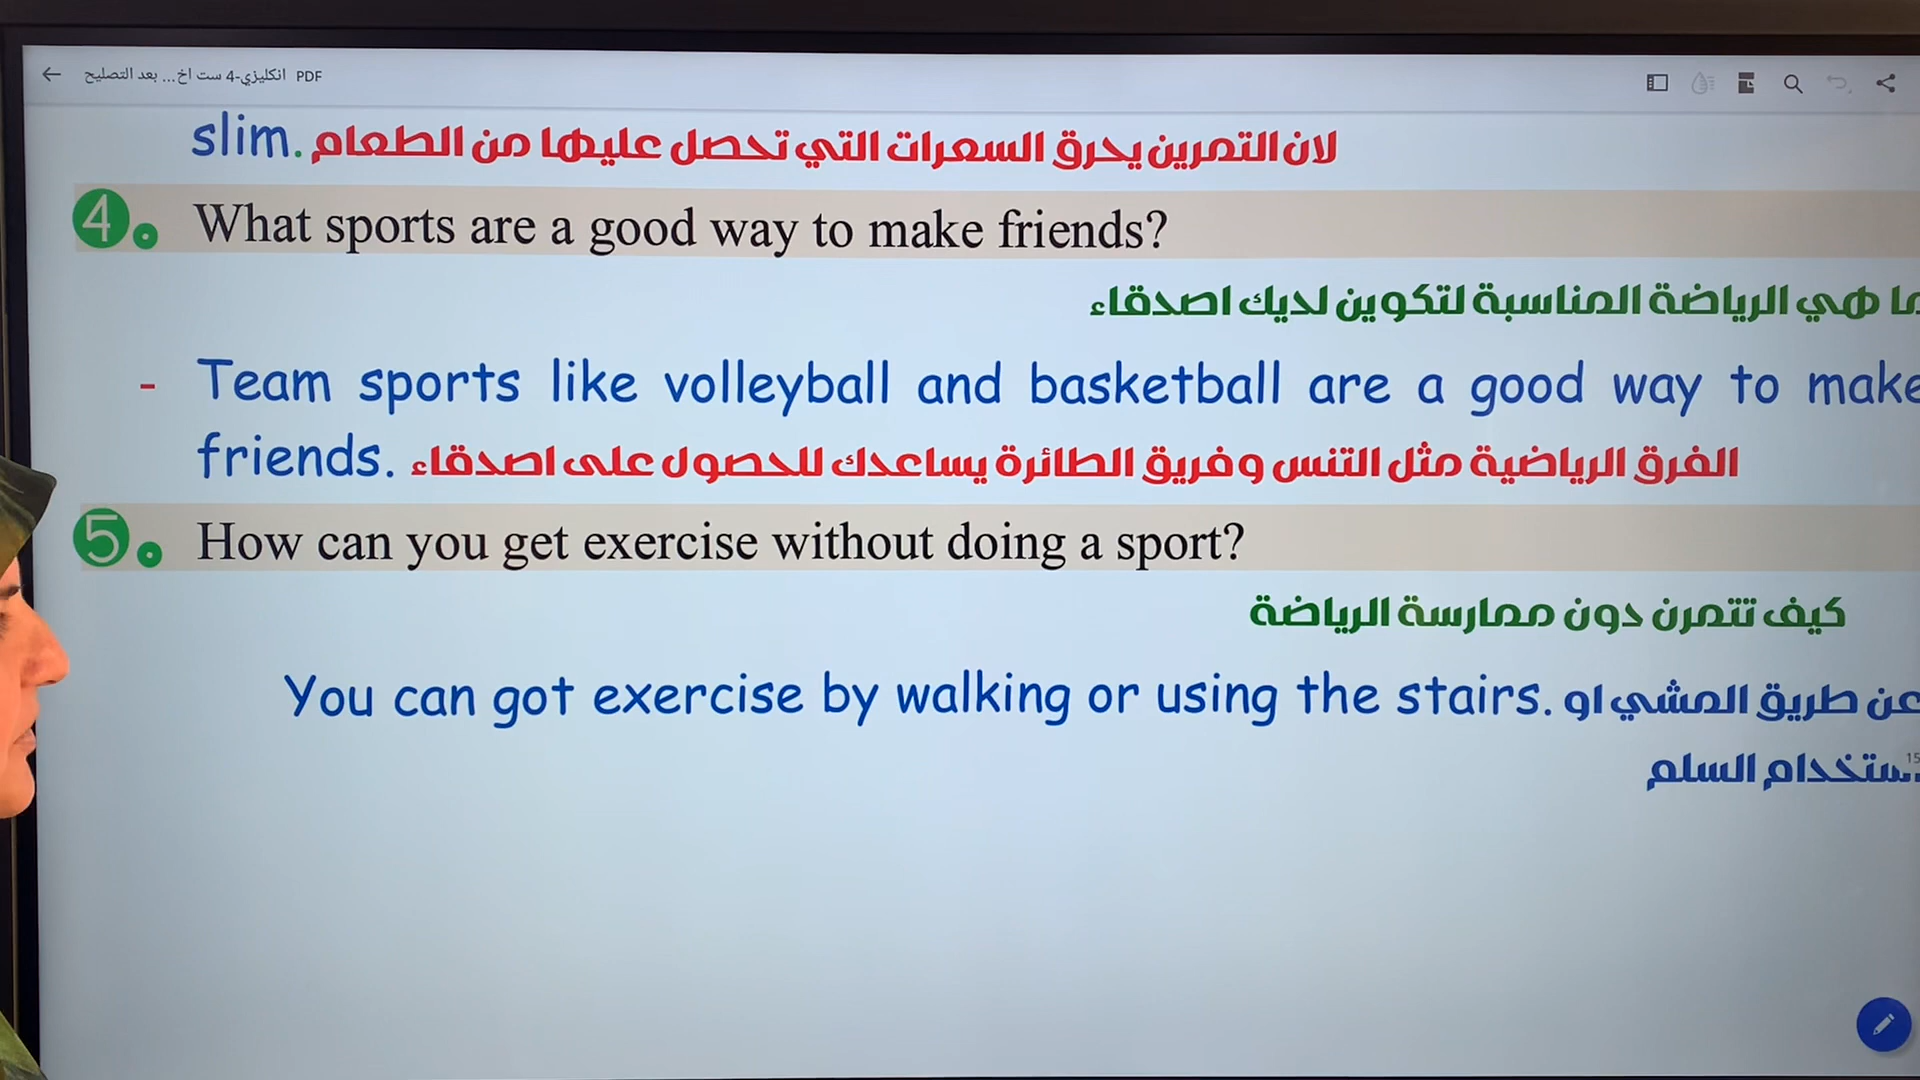 انكليزي-4 ست اخ... بعد التصليح PDF
slim. لان التمرين يحرق السعرات التي تحصل عليها من الطعام
4. What sports are a good way to make friends?
ما هي الرياضة المناسبة لتكوين لديك اصدقاء
- Team sports like volleyball and basketball are a good way to make
friends. الفرق الرياضية مثل التنس وفريق الطائرة يساعدك للحصول على اصدقاء
5. How can you get exercise without doing a sport?
كيف تتمرن دون ممارسة الرياضة
You can got exercise by walking or using the stairs. عن طريق المشي او
السلم
15